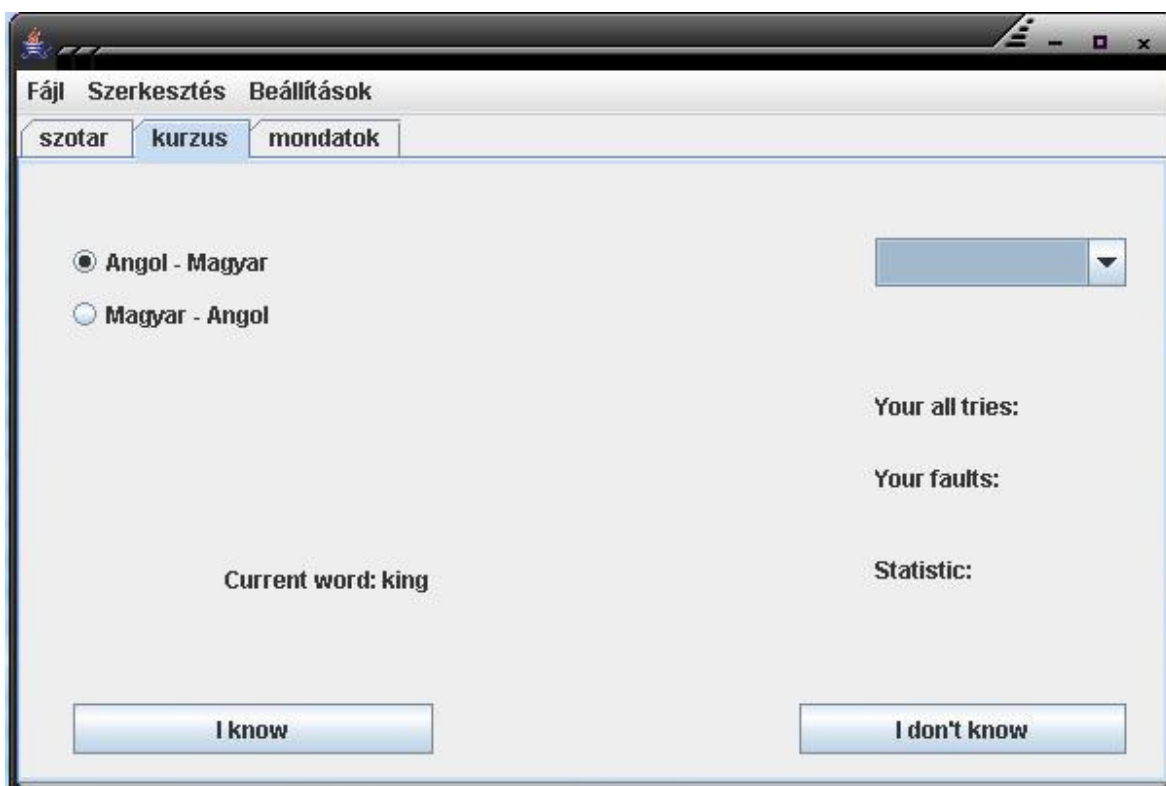 Fájl Szerkesztés Beállítások
szotar kurzus mondatok
Angol - Magyar
Magyar - Angol
Your all tries:
Your faults:
Current word: king
Statistic:
I know
I don't know